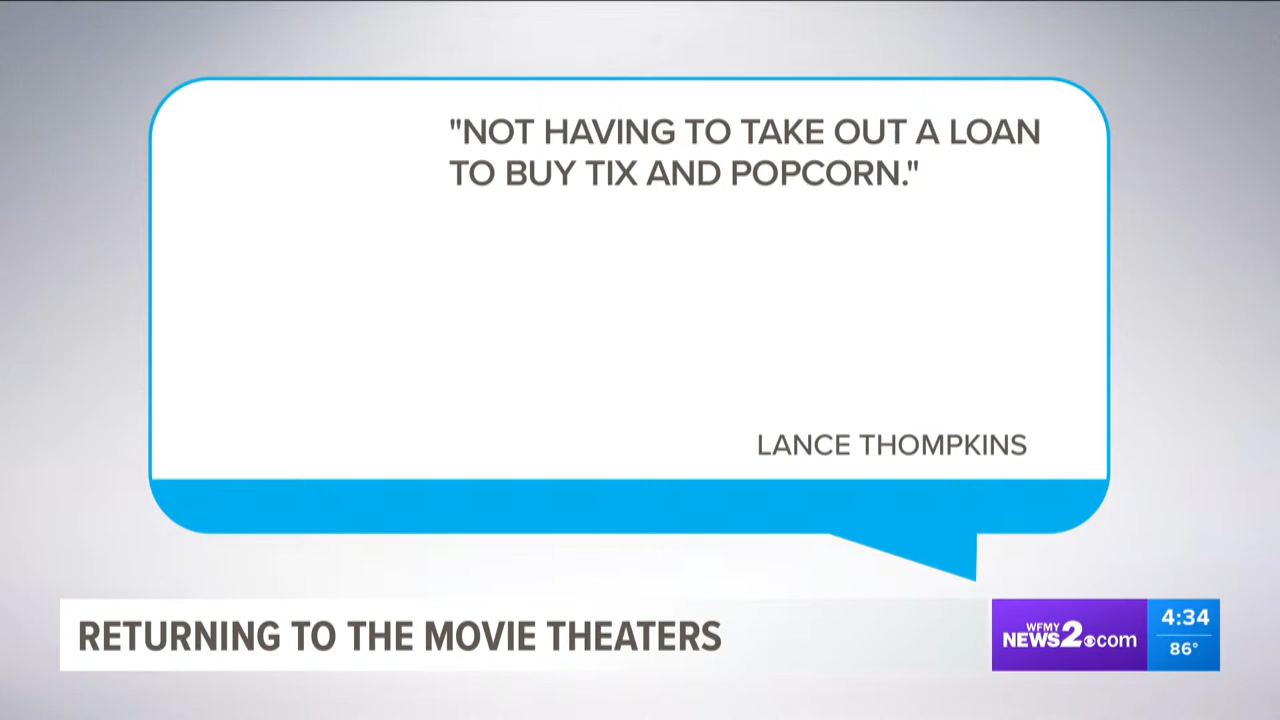 "NOT HAVING TO TAKE OUT A LOAN
TO BUY TIX AND POPCORN."
LANCE THOMPKINS
RETURNING TO THE MOVIE THEATERS
WFMY
NEWS2.com
4:34
86°